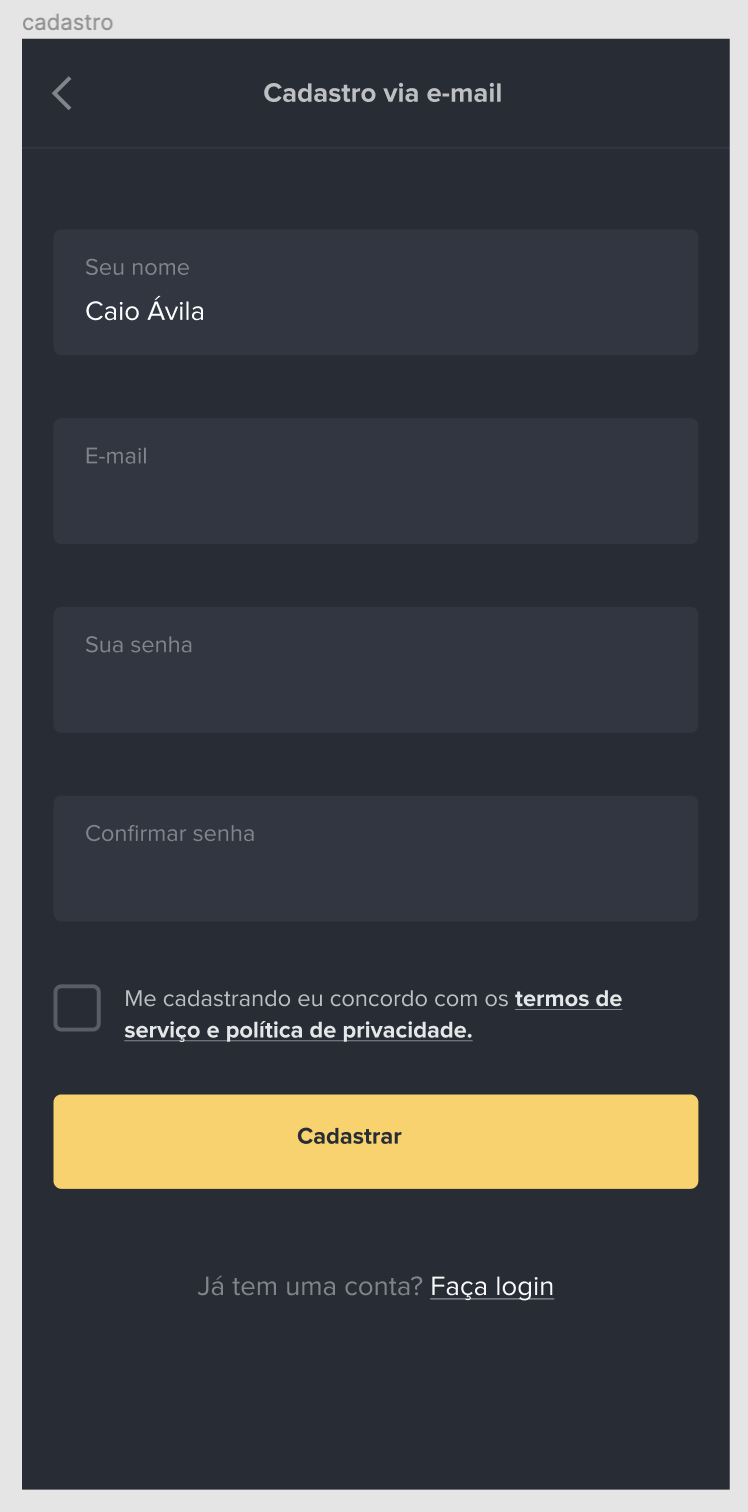 cadastro
Cadastro via e-mail
Seu nome
Caio Ávila
E-mail
Sua senha
Confirmar senha
Me cadastrando eu concordo com os termos de
serviço e política de privacidade.
Cadastrar
Já tem uma conta? Faça login